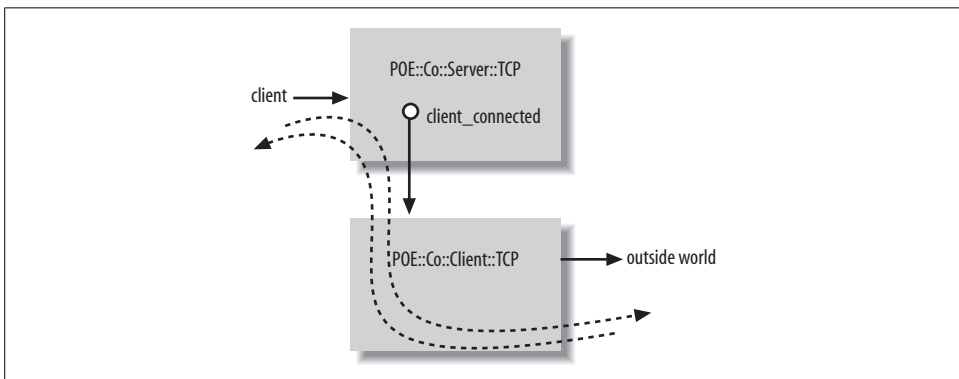 POE::Co::Server::TCP
client
client_connected
POE::Co::Client::TCP
outside world